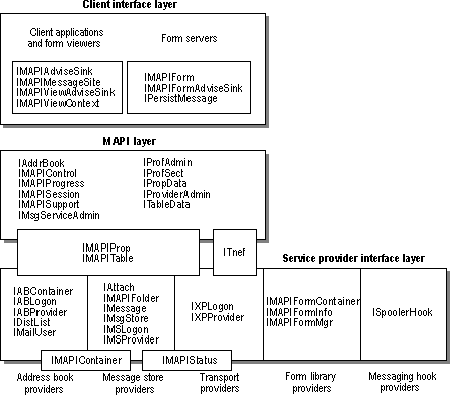 Client interface layer
Client applications
and form viewers
Form servers
IMAPIAdviseSink
IMAPIMessageSite
IMAPIViewAdviseSink
IMAPIViewContext
IMAPIForm
IMAPIFormAdviseSink
IPersistMessage
MAPI layer
IAddrBook
IMAPIControl
IMAPIProgress
IMAPISession
IMAPISupport
IMsgServiceAdmin
IProfAdmin
IProfSect
IPropData
IProviderAdmin
ITableData
IMAPIProp
IMAPITable
ITnef
Service provider interface layer
IABContainer
IABLogon
IABProvider
IDistList
IMailUser
IAttach
IMAPIFolder
IMessage
IMsgStore
IMSLogon
IMSProvider
IXPLogon
IXPProvider
IMAPIFormContainer
IMAPIFormInfo
IMAPIFormMgr
ISpoolerHook
IMAPIContainer
IMAPIStatus
Address book
providers
Message store
providers
Transport
providers
Form library
providers
Messaging hook
providers